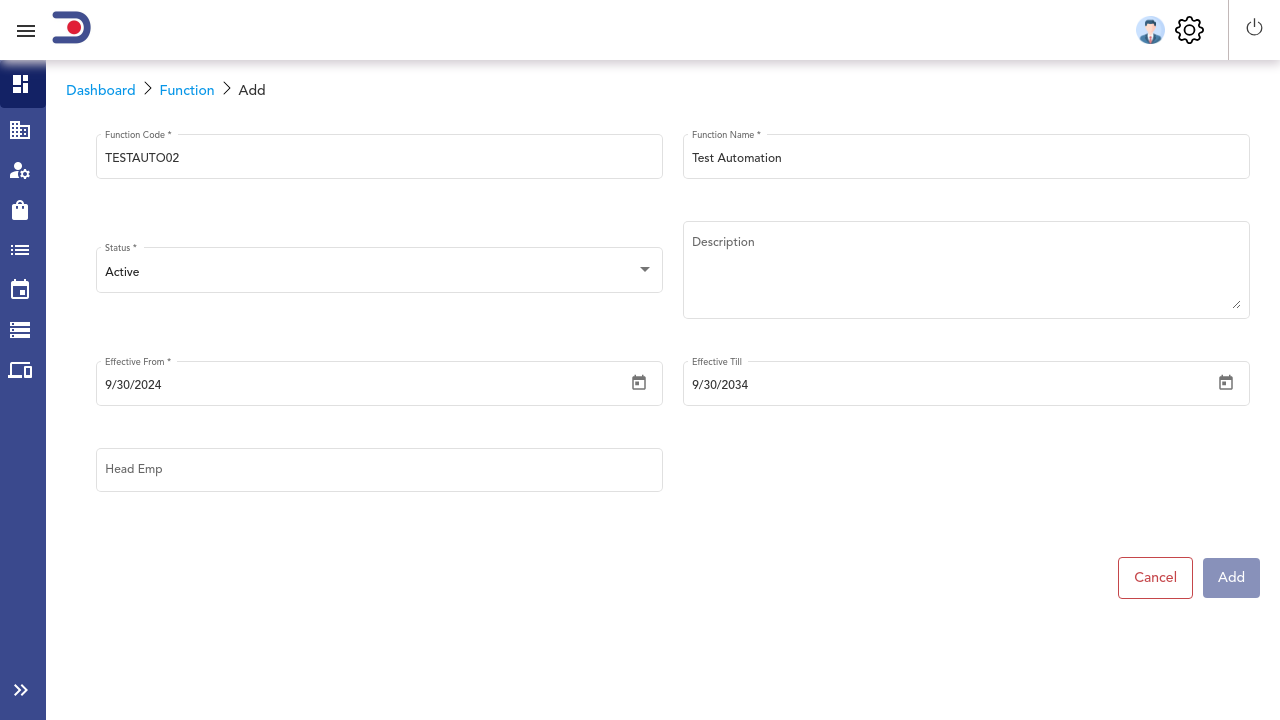 Dashboard Function Add
Function Code *
TESTAUTO02
Function Name *
Test Automation
Status *
Active
Description
Effective From *
9/30/2024
Effective Till
9/30/2034
Head Emp
Cancel
Add